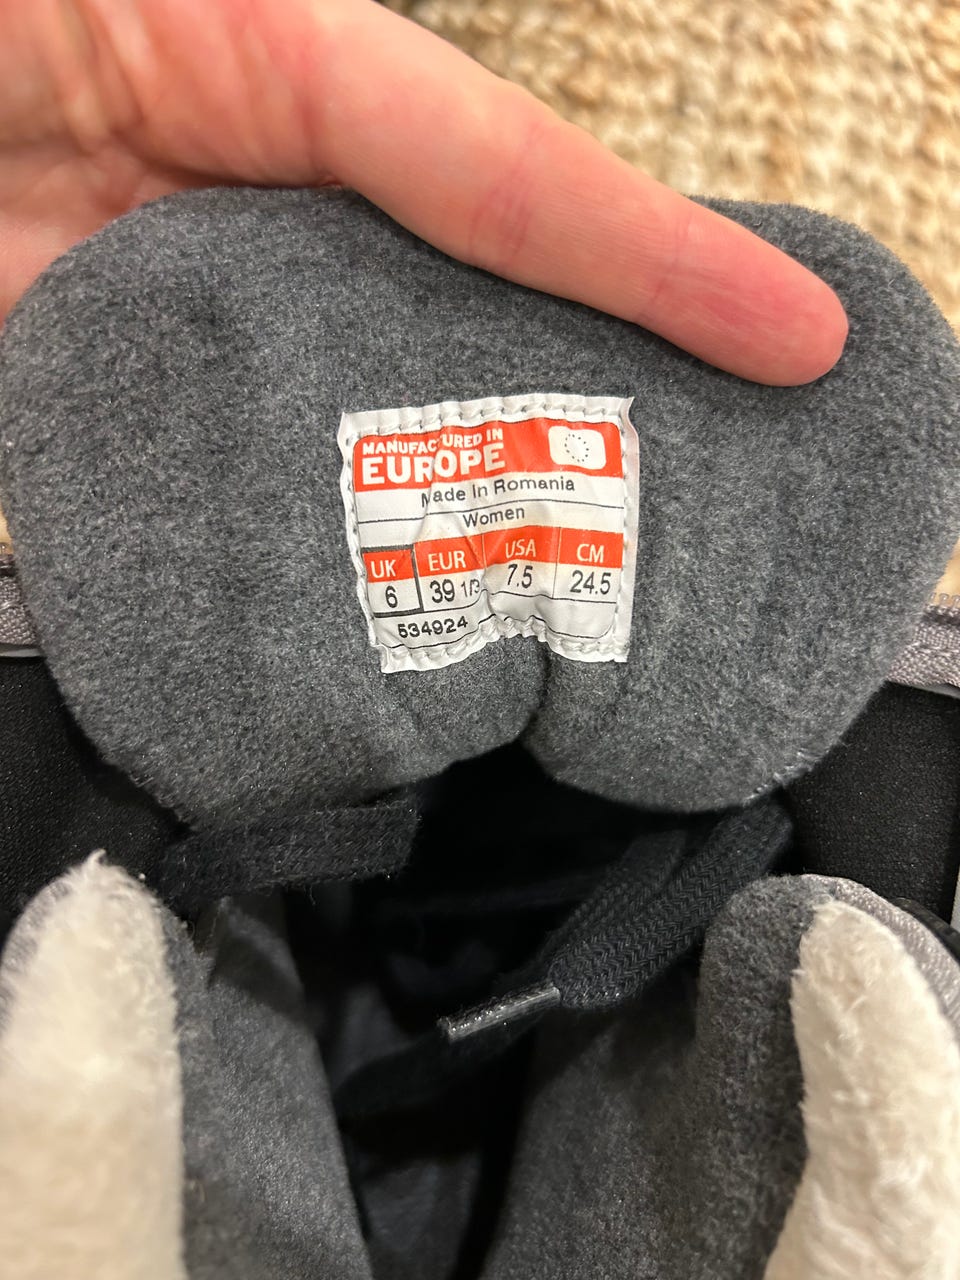 MANUFACTURED IN
EUROPE
Made In Romania
Women
UK EUR USA CM
6 39 1/3 7.5 24.5
534924